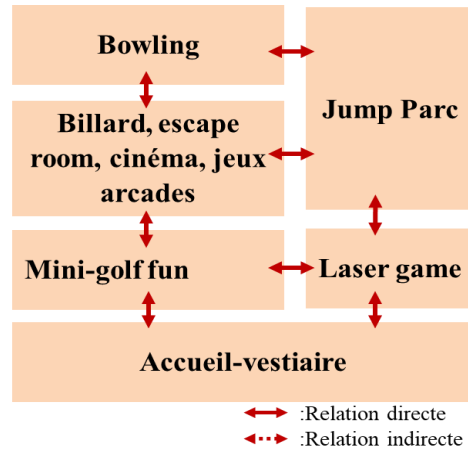 Bowling
Jump Parc
Billard, escape
room, cinéma, jeux
arcades
Mini-golf fun
Laser game
Accueil-vestiaire
:Relation directe
:Relation indirecte